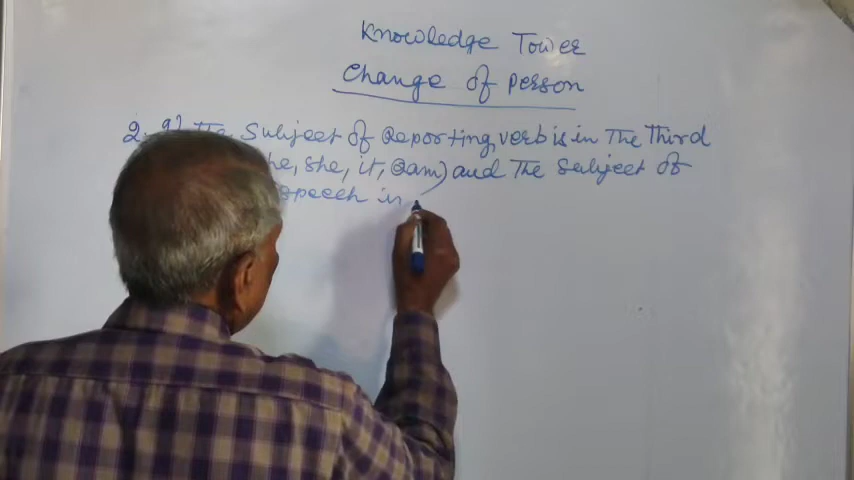 Knowledge Tower
Change of person
2. If The Subject of Reporting verb is in The Third
he, she, it, Ram) and The Subject of
speech in